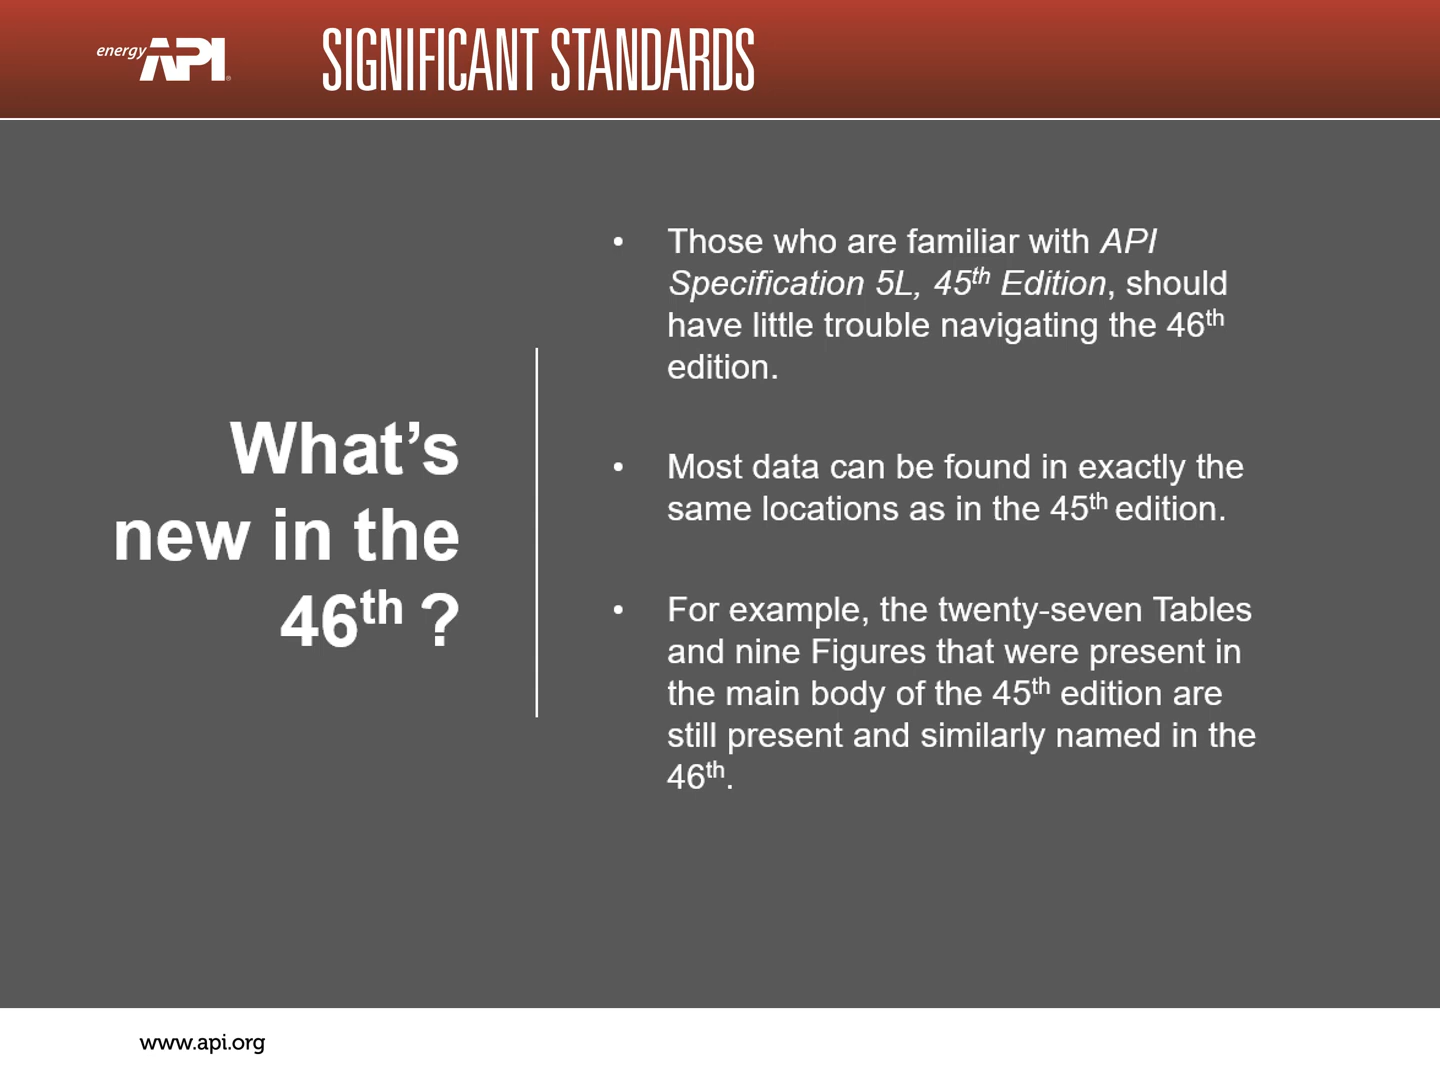 energy API®
SIGNIFICANT STANDARDS
What’s
new in the
46th ?
• Those who are familiar with API
Specification 5L, 45th Edition, should
have little trouble navigating the 46th
edition.
• Most data can be found in exactly the
same locations as in the 45th edition.
• For example, the twenty-seven Tables
and nine Figures that were present in
the main body of the 45th edition are
still present and similarly named in the
46th.
www.api.org